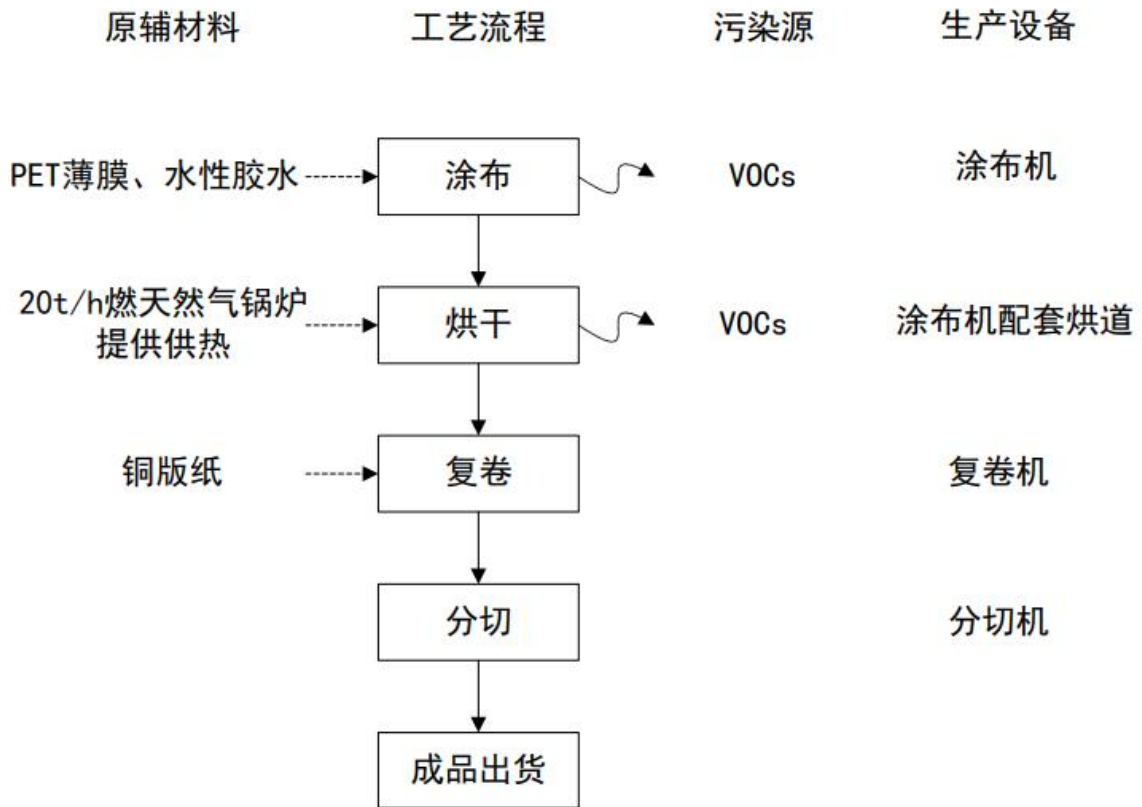 原辅材料 工艺流程 污染源 生产设备
PET薄膜、水性胶水 涂布 VOCs 涂布机
20t/h燃天然气锅炉
提供供热 烘干 VOCs 涂布机配套烘道
铜版纸 复卷 复卷机
分切 分切机
成品出货